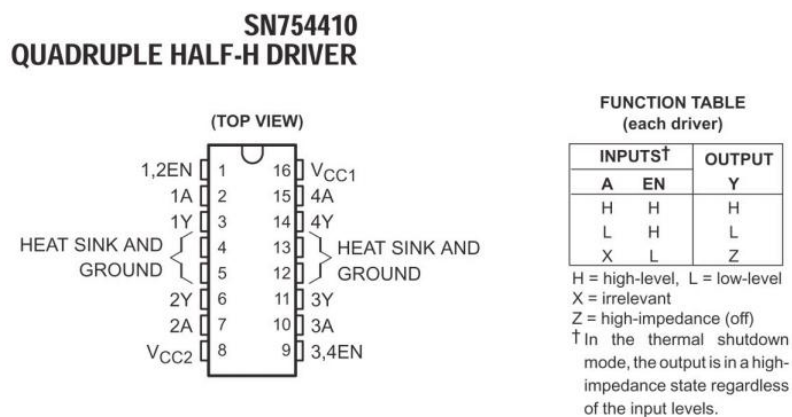 SN754410
QUADRUPLE HALF-H DRIVER
(TOP VIEW)
1,2EN 1 16 VCC1
1A 2 15 4A
1Y 3 14 4Y
HEAT SINK AND 4 13 HEAT SINK AND
GROUND 5 12 GROUND
2Y 6 11 3Y
2A 7 10 3A
VCC2 8 9 3,4EN
FUNCTION TABLE
(each driver)
INPUTS† OUTPUT
A EN Y
H H H
L H L
X L Z
H = high-level, L = low-level
X = irrelevant
Z = high-impedance (off)
† In the thermal shutdown
mode, the output is in a high-
impedance state regardless
of the input levels.